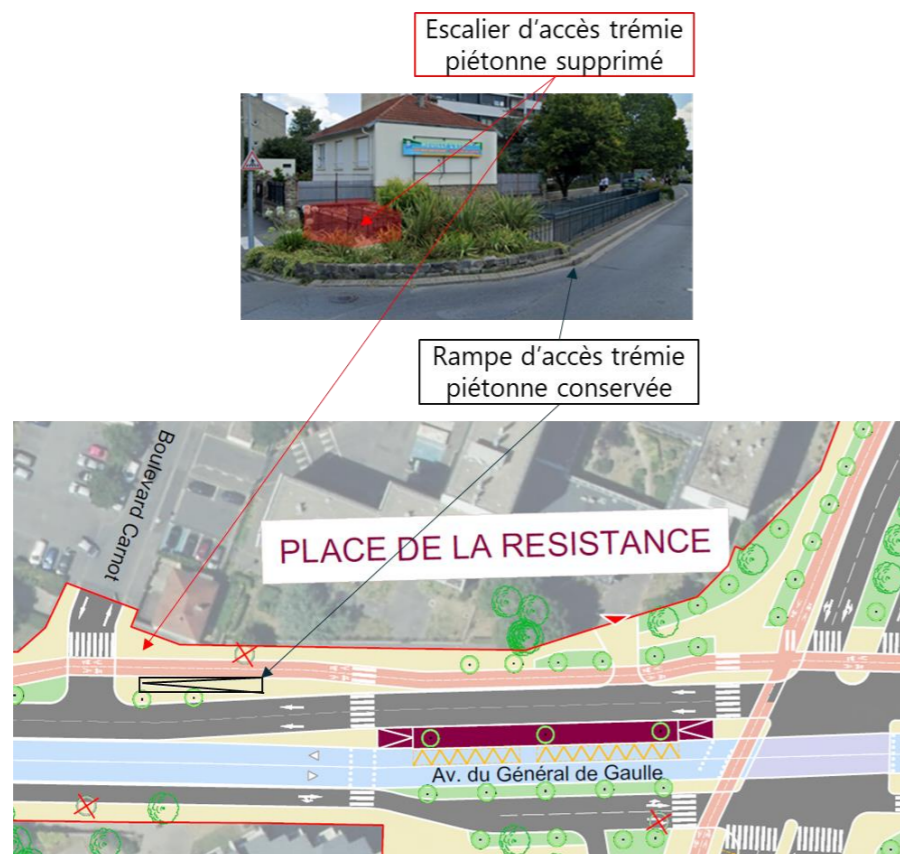 Escalier d'accès trémie
piétonne supprimé
Rampe d'accès trémie
piétonne conservée
Boulevard Carnot
PLACE DE LA RESISTANCE
Av. du Général de Gaulle